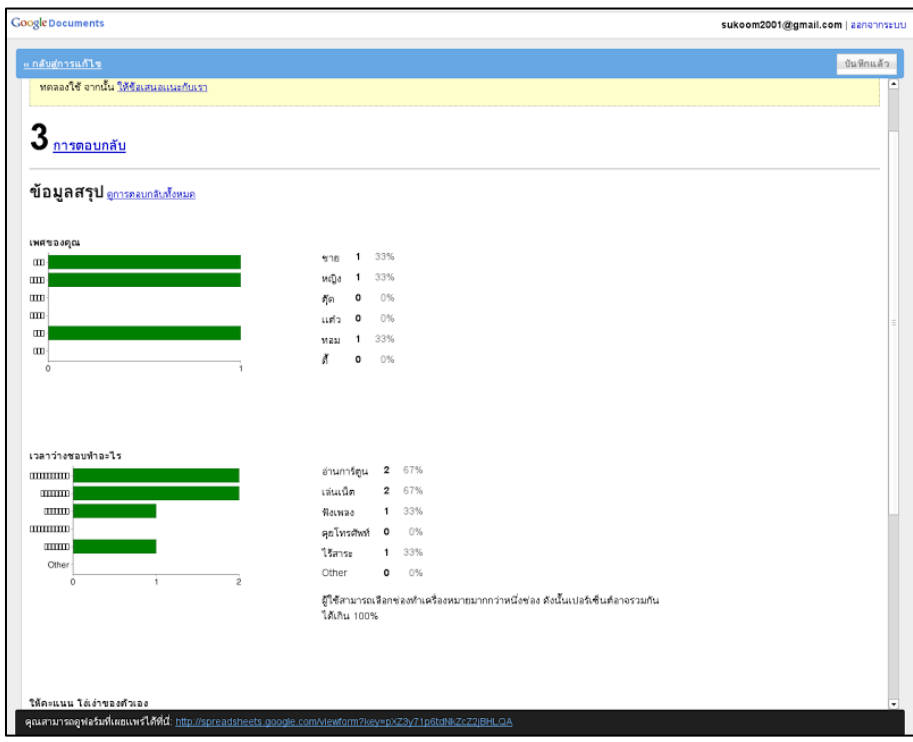 Google Documents
sukoom2001@gmail.com | ออกจากระบบ
« กลับสู่การแก้ไข
บันทึกแล้ว
ทดลองใช้ จากนั้น ให้ข้อเสนอแนะกับเรา
3 การตอบกลับ
ข้อมูลสรุป ดูการตอบกลับทั้งหมด
เพศของคุณ
ชาย 1 33%
หญิง 1 33%
ตุ๊ด 0 0%
แต๋ว 0 0%
ทอม 1 33%
ดี้ 0 0%
0 1
เวลาว่างชอบทำอะไร
อ่านการ์ตูน 2 67%
เล่นเน็ต 2 67%
ฟังเพลง 1 33%
คุยโทรศัพท์ 0 0%
ไร้สาระ 1 33%
Other
Other 0 0%
0 1 2
ผู้ใช้สามารถเลือกช่องทำเครื่องหมายมากกว่าหนึ่งช่อง ดังนั้นเปอร์เซ็นต์อาจรวมกัน
ได้เกิน 100%
ให้คะแนน ของตัวเอง
คุณสามารถดูฟอร์มที่เผยแพร่ได้ที่นี่: http://spreadsheets.google.com/viewform?key=pXZ3y71p6tdNkZcZ2jBHLQA